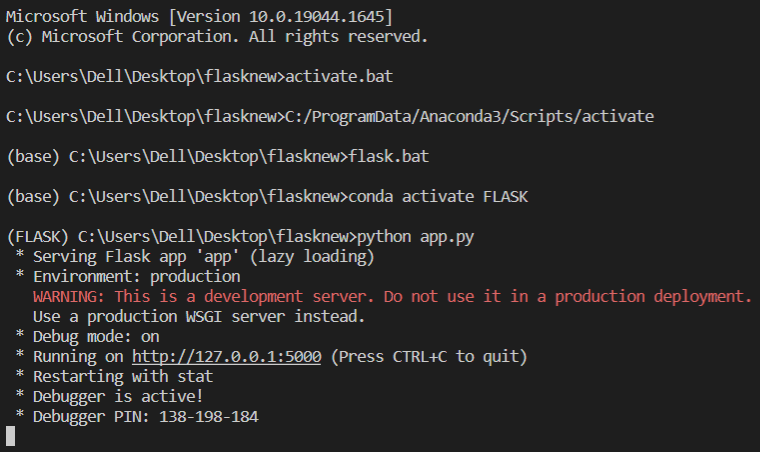 Microsoft Windows [Version 10.0.19044.1645]
(c) Microsoft Corporation. All rights reserved.
C:\Users\Dell\Desktop\flasknew>activate.bat
C:\Users\Dell\Desktop\flasknew>C:/ProgramData/Anaconda3/Scripts/activate
(base) C:\Users\Dell\Desktop\flasknew>flask.bat
(base) C:\Users\Dell\Desktop\flasknew>conda activate FLASK
(FLASK) C:\Users\Dell\Desktop\flasknew>python app.py
 * Serving Flask app 'app' (lazy loading)
 * Environment: production
   WARNING: This is a development server. Do not use it in a production deployment.
   Use a production WSGI server instead.
 * Debug mode: on
 * Running on http://127.0.0.1:5000 (Press CTRL+C to quit)
 * Restarting with stat
 * Debugger is active!
 * Debugger PIN: 138-198-184